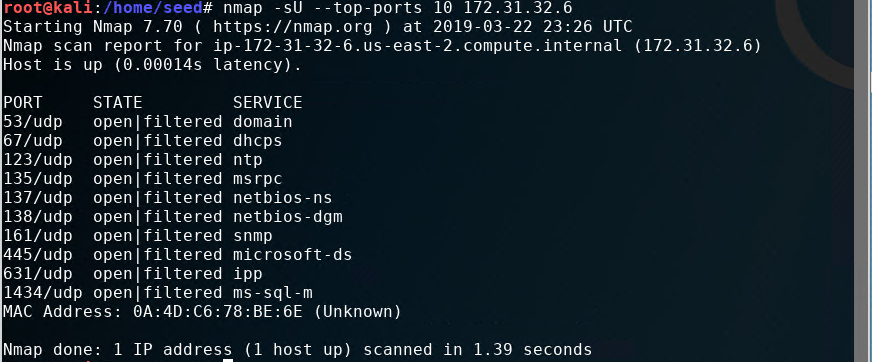 root@kali:/home/seed# nmap -sU --top-ports 10 172.31.32.6
Starting Nmap 7.70 ( https://nmap.org ) at 2019-03-22 23:26 UTC
Nmap scan report for ip-172-31-32-6.us-east-2.compute.internal (172.31.32.6)
Host is up (0.00014s latency).

PORT     STATE         SERVICE
53/udp   open|filtered domain
67/udp   open|filtered dhcps
123/udp  open|filtered ntp
135/udp  open|filtered msrpc
137/udp  open|filtered netbios-ns
138/udp  open|filtered netbios-dgm
161/udp  open|filtered snmp
445/udp  open|filtered microsoft-ds
631/udp  open|filtered ipp
1434/udp open|filtered ms-sql-m
MAC Address: 0A:4D:C6:78:BE:6E (Unknown)

Nmap done: 1 IP address (1 host up) scanned in 1.39 seconds